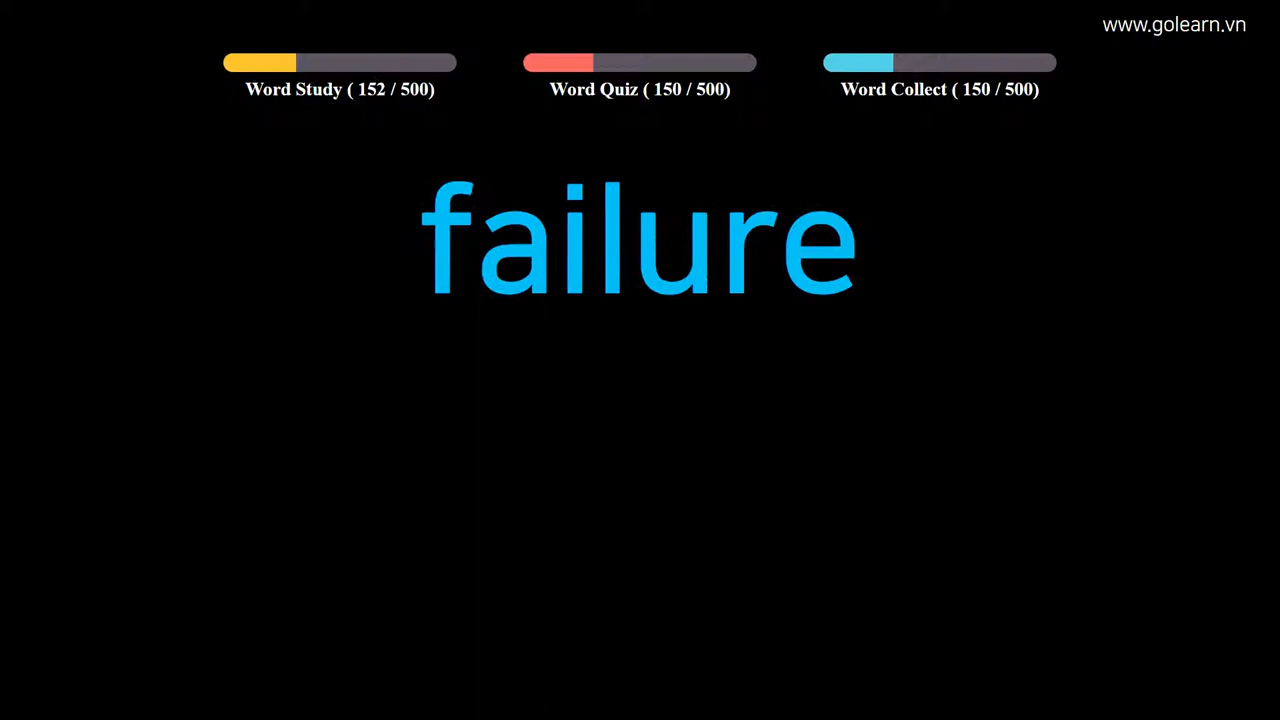 www.golearn.vn
Word Study ( 152 / 500)
Word Quiz ( 150 / 500)
Word Collect ( 150 / 500)
failure